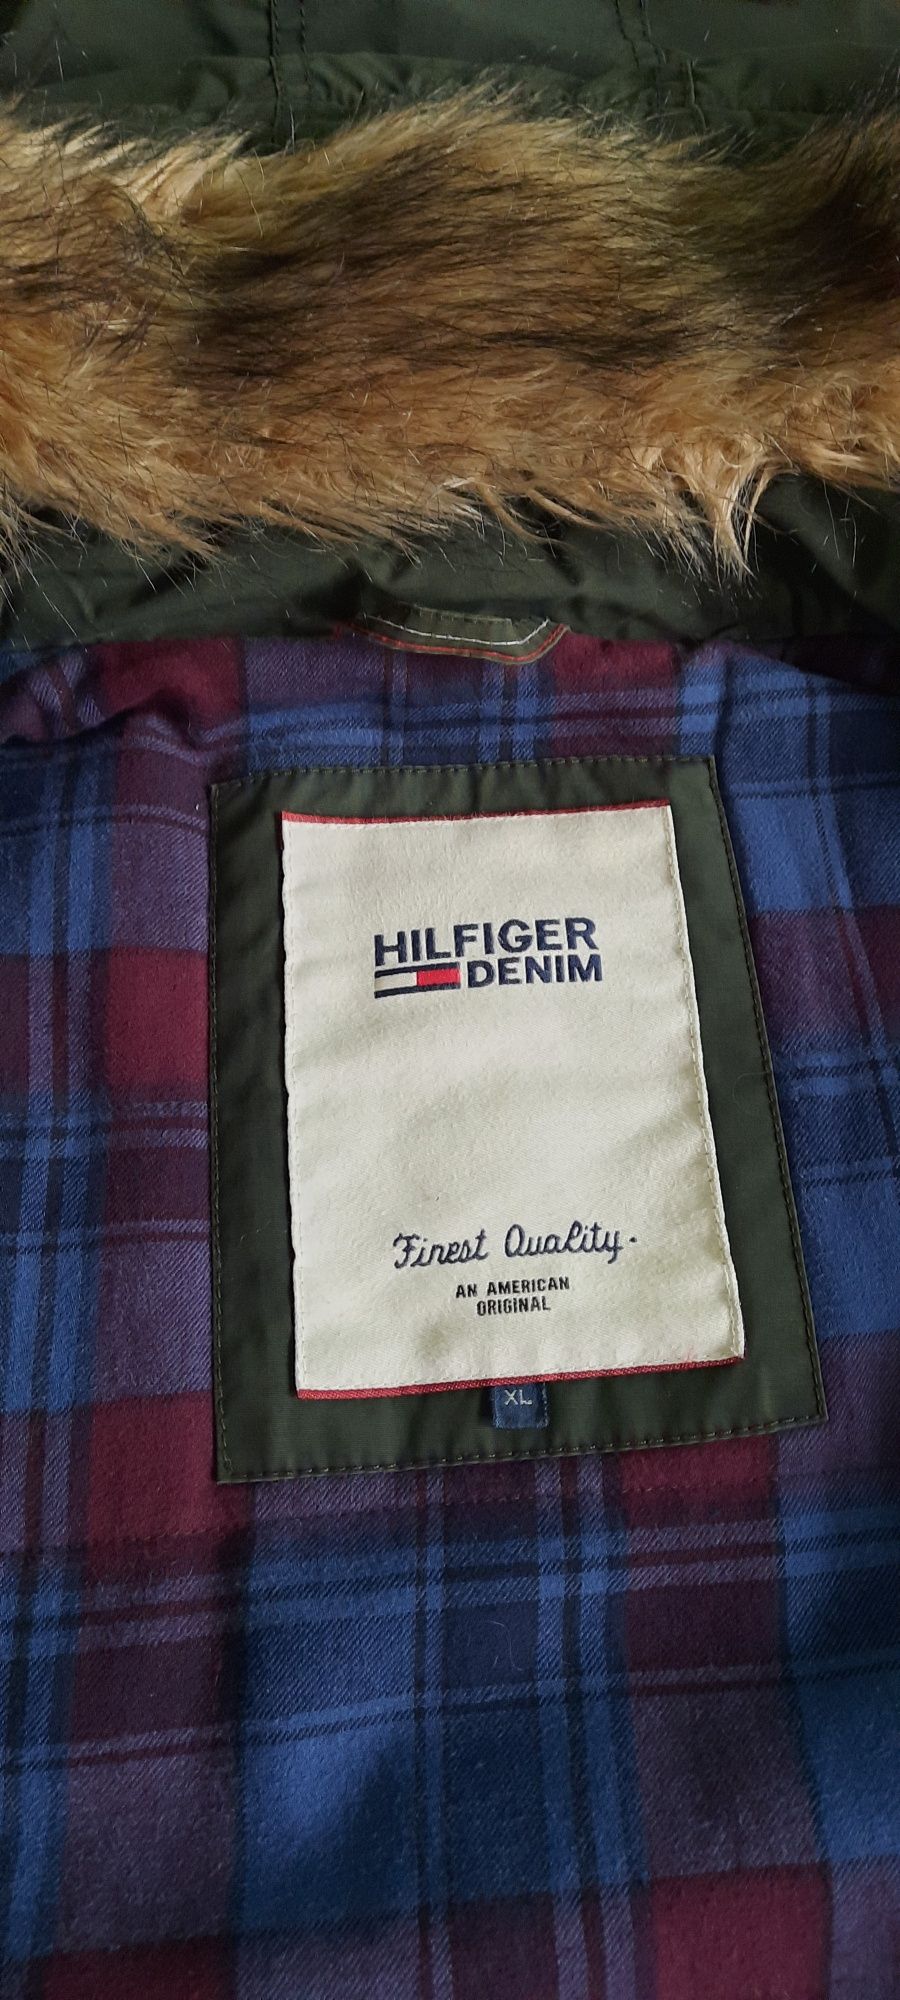 HILFIGER
DENIM
Finest Quality.
AN AMERICAN
ORIGINAL
XL